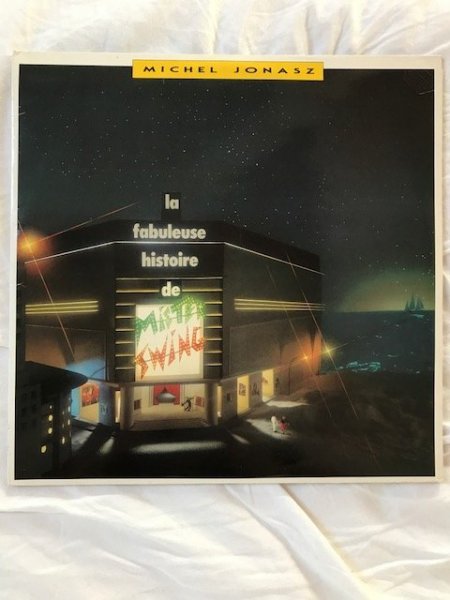 MICHEL JONASZ
la
fabuleuse
histoire
de
MISTER
SWING